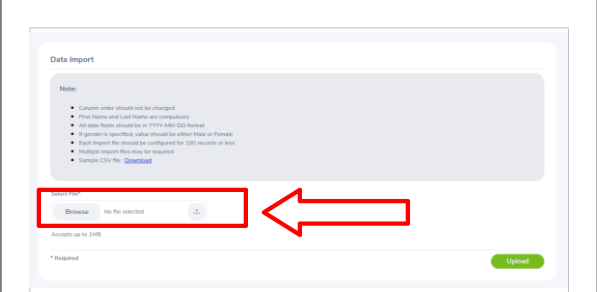 Data Import
Note:
Column order should not be changed
First Name and Last Name are compulsory
All date fields should be in YYYY-MM-DD format
If gender is specified, value should be either Male or Female
Each import file should be configured for 100 records or less
Multiple import files may be required
Sample CSV file : Download
Select File*
Browse No file selected
Accepts up to 1MB
* Required
Upload